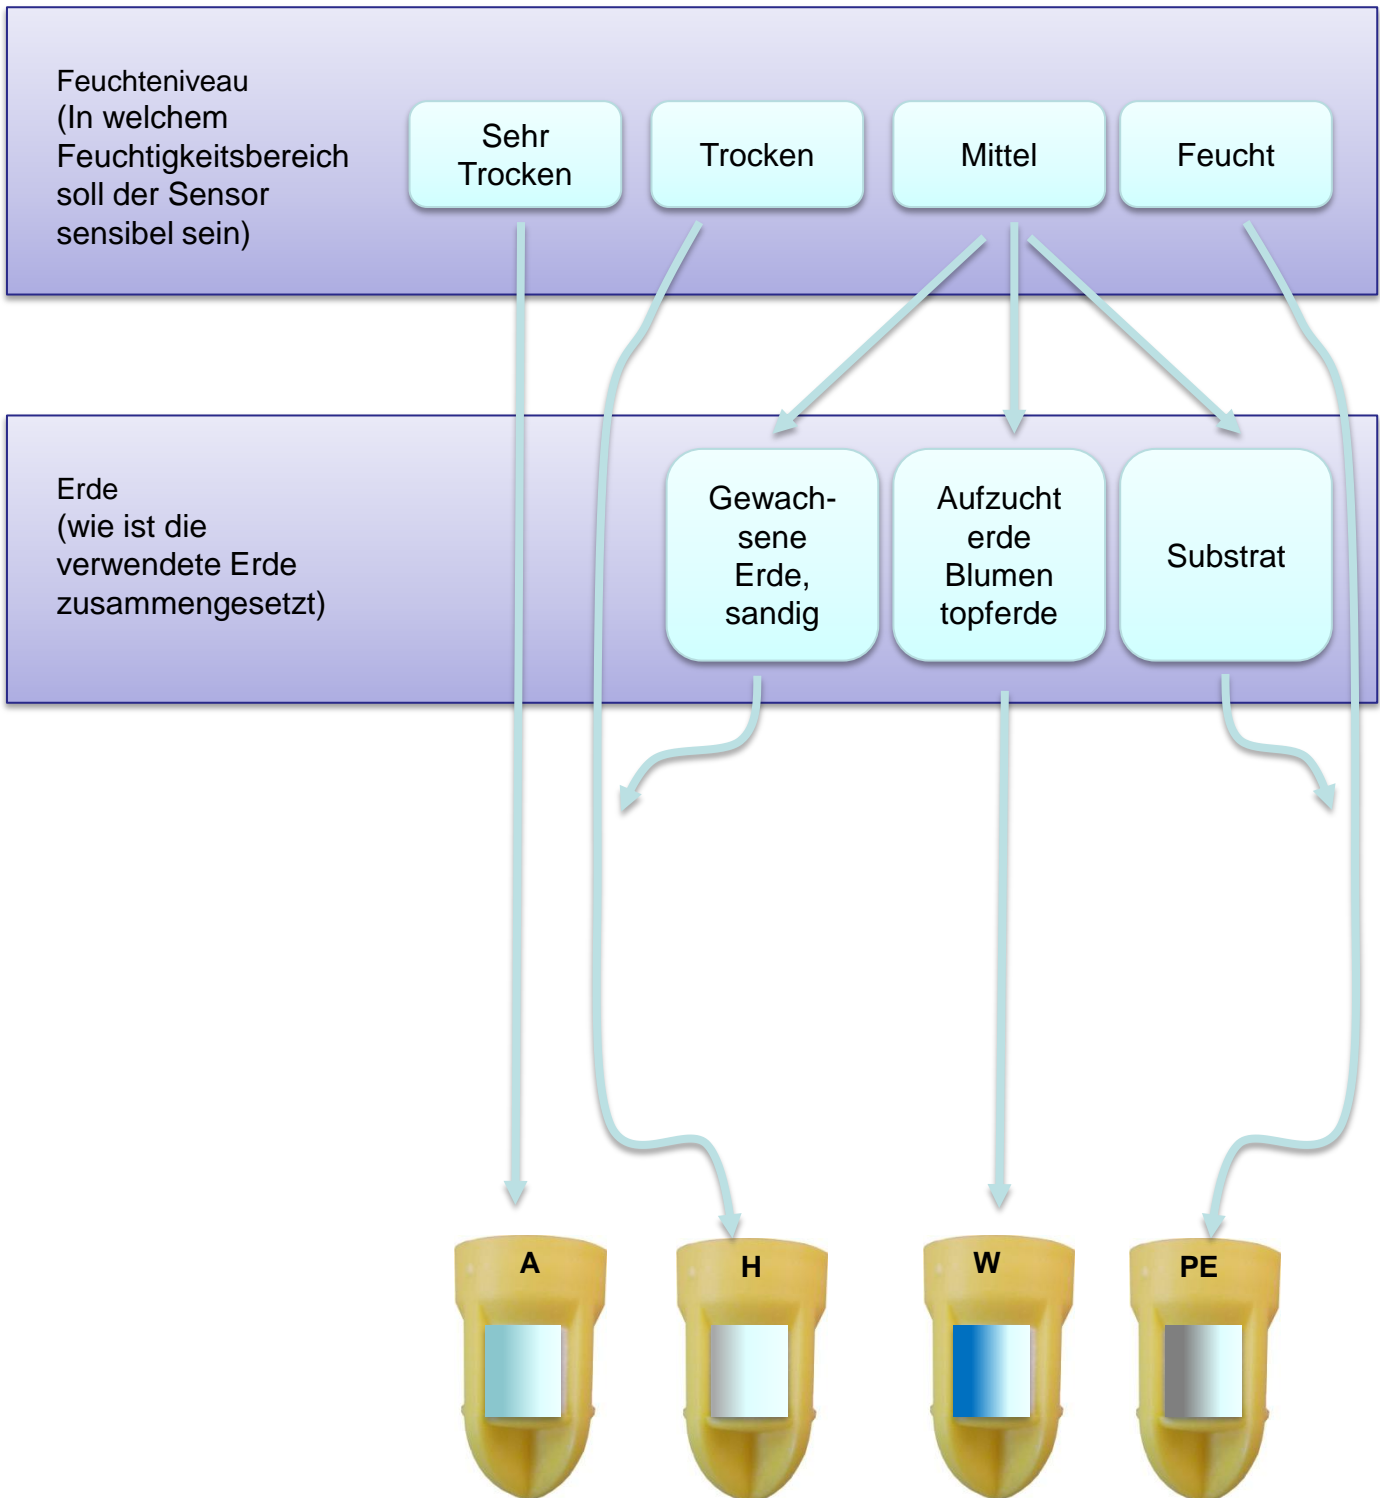 Feuchteniveau
(In welchem
Feuchtigkeitsbereich
soll der Sensor
sensibel sein)
Sehr
Trocken
Trocken
Mittel
Feucht
Erde
(wie ist die
verwendete Erde
zusammengesetzt)
Gewach-
sene
Erde,
sandig
Aufzucht
erde
Blumen
topferde
Substrat
A
H
W
PE